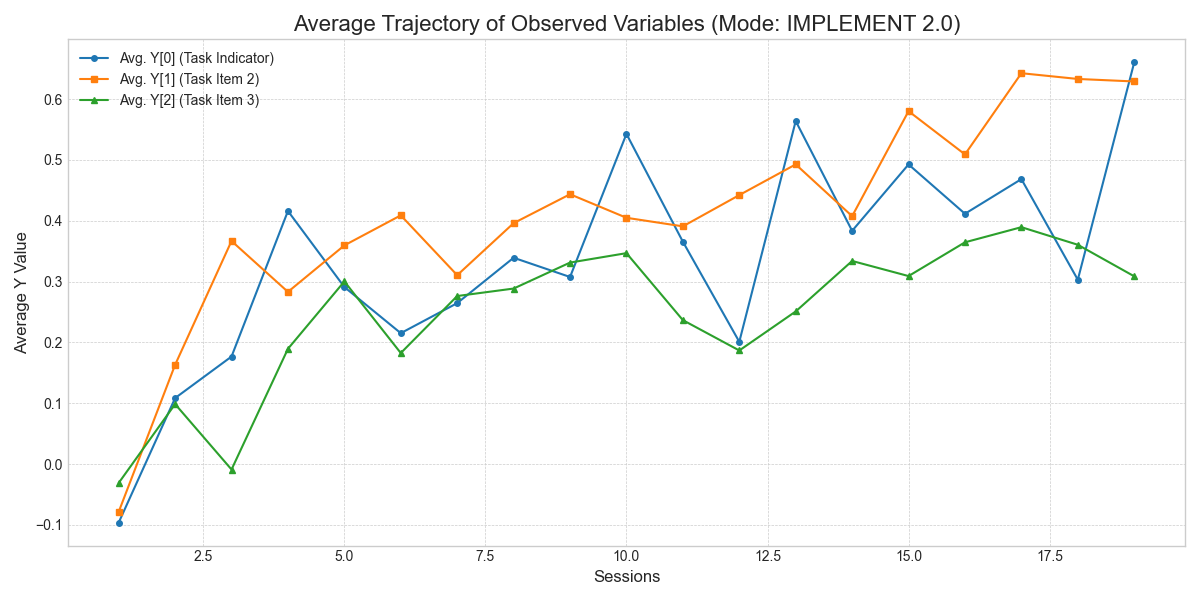 Average Trajectory of Observed Variables (Mode: IMPLEMENT 2.0)
Avg. Y[0] (Task Indicator)
Avg. Y[1] (Task Item 2)
Avg. Y[2] (Task Item 3)
Average Y Value
0.6
0.5
0.4
0.3
0.2
0.1
0.0
−0.1
2.5 5.0 7.5 10.0 12.5 15.0 17.5
Sessions